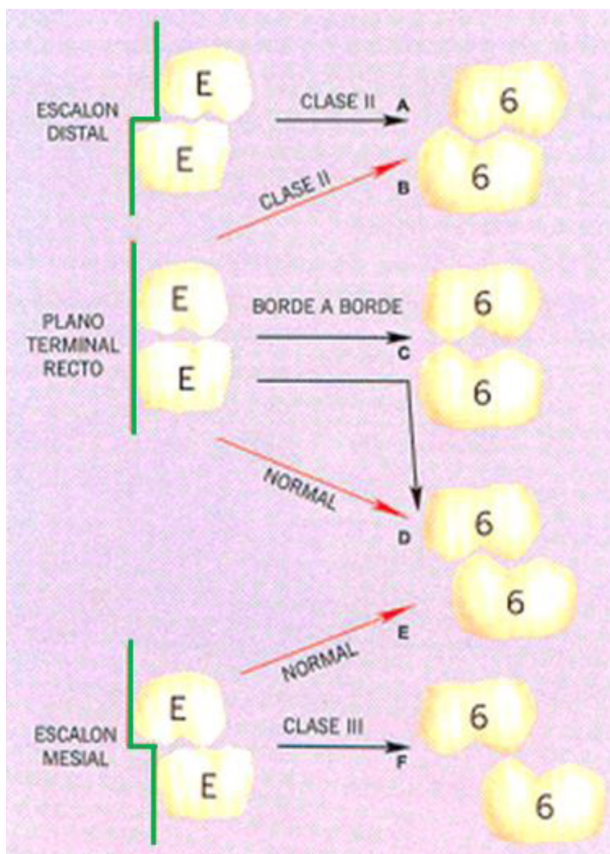 E
ESCALON
DISTAL
E
CLASE II
A
6
CLASE II
B
6
PLANO
TERMINAL
RECTO
E
E
BORDE A BORDE
C
6
6
NORMAL
D
6
E
6
NORMAL
ESCALON
MESIAL
E
E
CLASE III
F
6
6